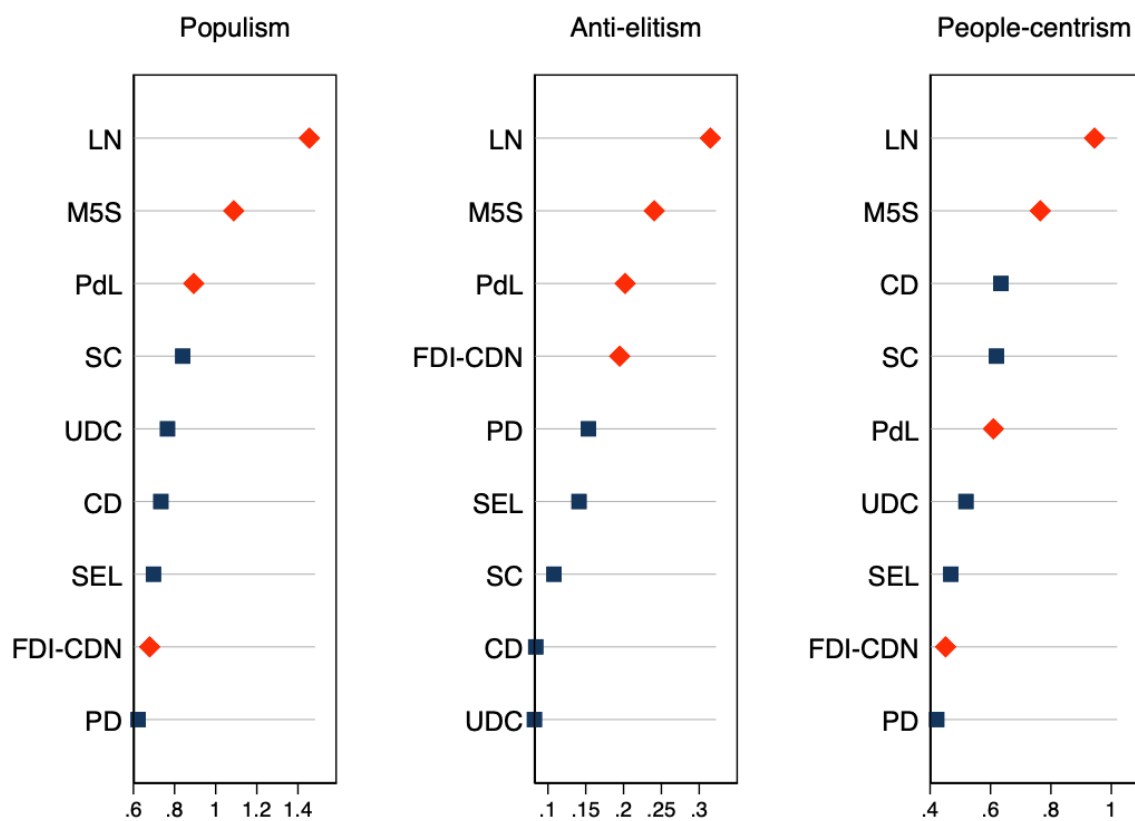 Populism
LN
M5S
PdL
SC
UDC
CD
SEL
FDI-CDN
PD
.6 .8 1 1.2 1.4
Anti-elitism
LN
M5S
PdL
FDI-CDN
PD
SEL
SC
CD
UDC
.1 .15 .2 .25 .3
People-centrism
LN
M5S
CD
SC
PdL
UDC
SEL
FDI-CDN
PD
.4 .6 .8 1